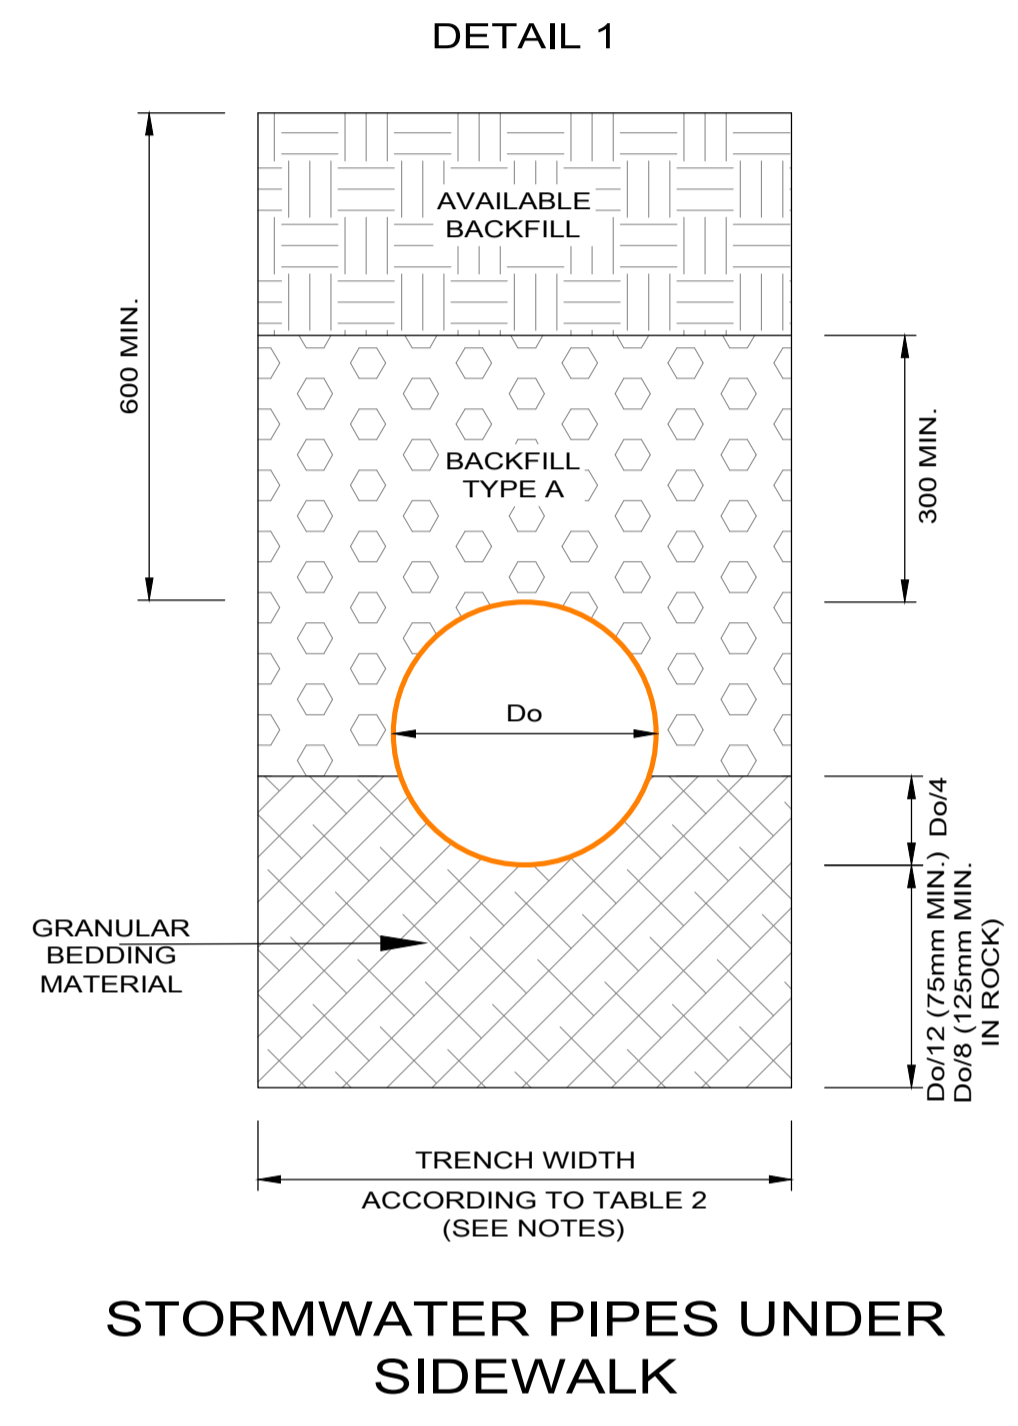 DETAIL 1
AVAILABLE
BACKFILL
600 MIN.
BACKFILL
TYPE A
300 MIN.
Do
Do/4
Do/12 (75mm MIN.)
Do/8 (125mm MIN.
IN ROCK)
GRANULAR
BEDDING
MATERIAL
TRENCH WIDTH
ACCORDING TO TABLE 2
(SEE NOTES)
STORMWATER PIPES UNDER
SIDEWALK